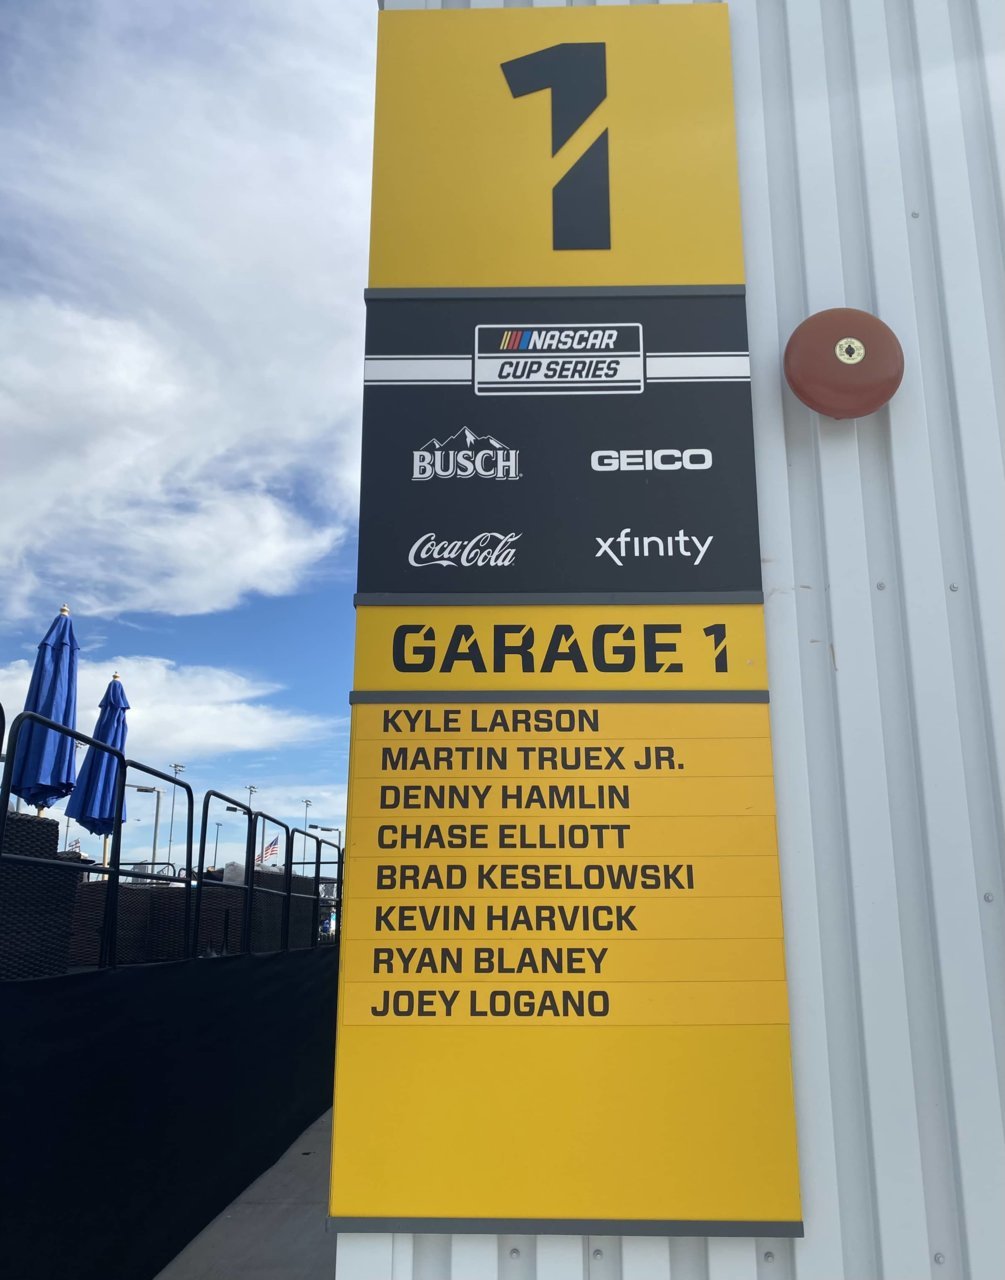 1
NASCAR
CUP SERIES
BUSCH
GEICO
Coca-Cola
xfinity
GARAGE 1
KYLE LARSON
MARTIN TRUEX JR.
DENNY HAMLIN
CHASE ELLIOTT
BRAD KESELOWSKI
KEVIN HARVICK
RYAN BLANEY
JOEY LOGANO